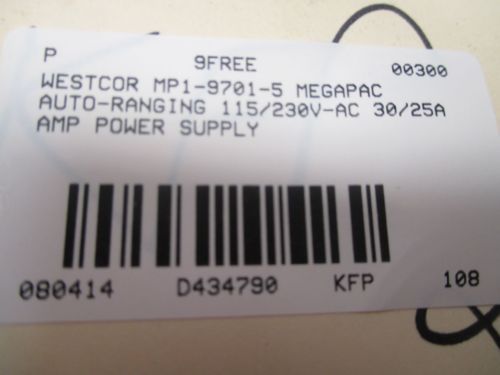 P 9FREE 00300
WESTCOR MP1-9701-5 MEGAPAC
AUTO-RANGING 115/230V-AC 30/25A
AMP POWER SUPPLY
080414 D434790 KFP 108